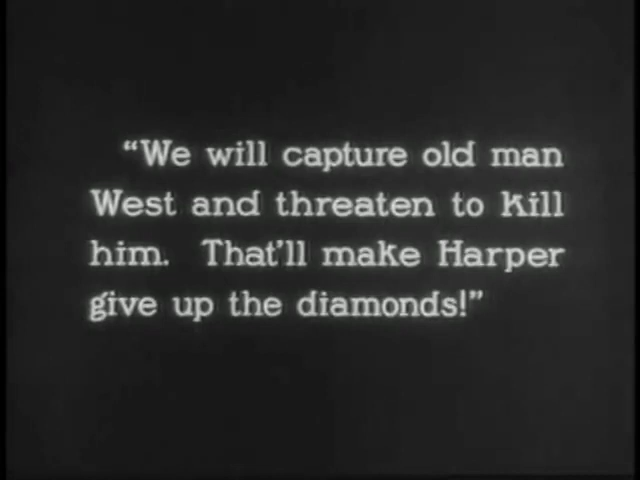 “We will capture old man
West and threaten to kill
him. That'll make Harper
give up the diamonds!”